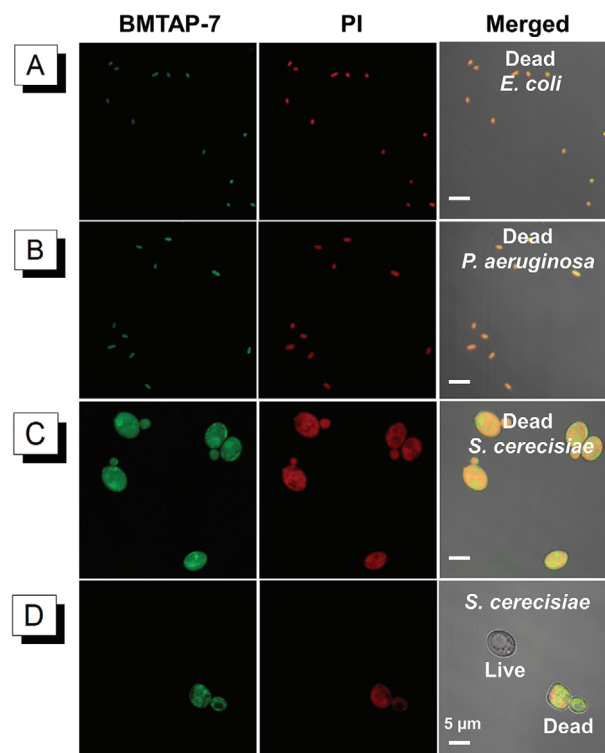 BMTAP-7 PI Merged
A
Dead
E. coli
B
Dead
P. aeruginosa
C
Dead
S. cerecisiae
D
S. cerecisiae
Live
5 µm
Dead